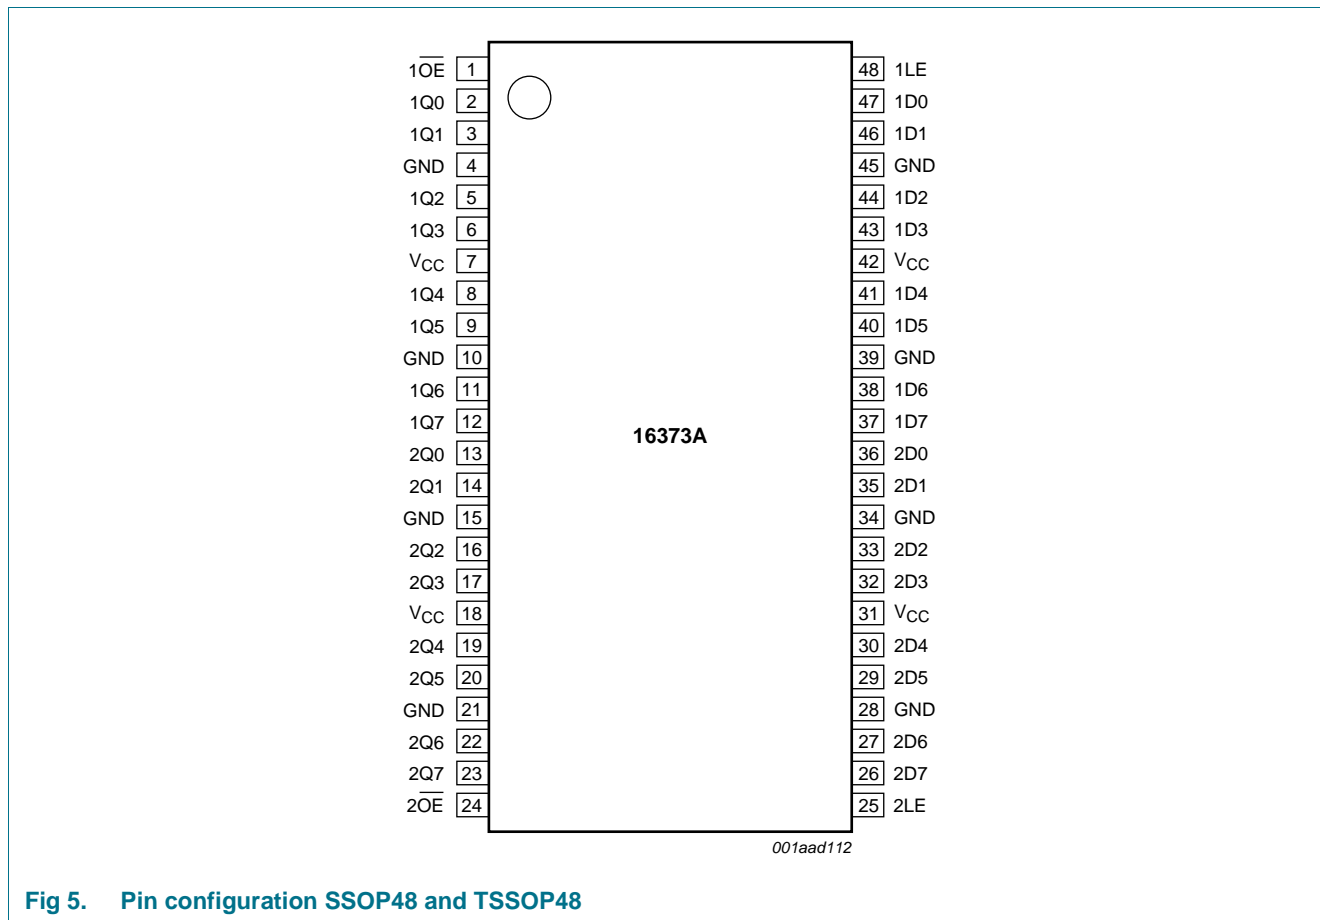 1O̅E̅ 1 48 1LE
1Q0 2 47 1D0
1Q1 3 46 1D1
GND 4 45 GND
1Q2 5 44 1D2
1Q3 6 43 1D3
VCC 7 42 VCC
1Q4 8 41 1D4
1Q5 9 40 1D5
GND 10 39 GND
1Q6 11 38 1D6
1Q7 12 37 1D7
16373A
2Q0 13 36 2D0
2Q1 14 35 2D1
GND 15 34 GND
2Q2 16 33 2D2
2Q3 17 32 2D3
VCC 18 31 VCC
2Q4 19 30 2D4
2Q5 20 29 2D5
GND 21 28 GND
2Q6 22 27 2D6
2Q7 23 26 2D7
2O̅E̅ 24 25 2LE
001aad112
Fig 5. Pin configuration SSOP48 and TSSOP48